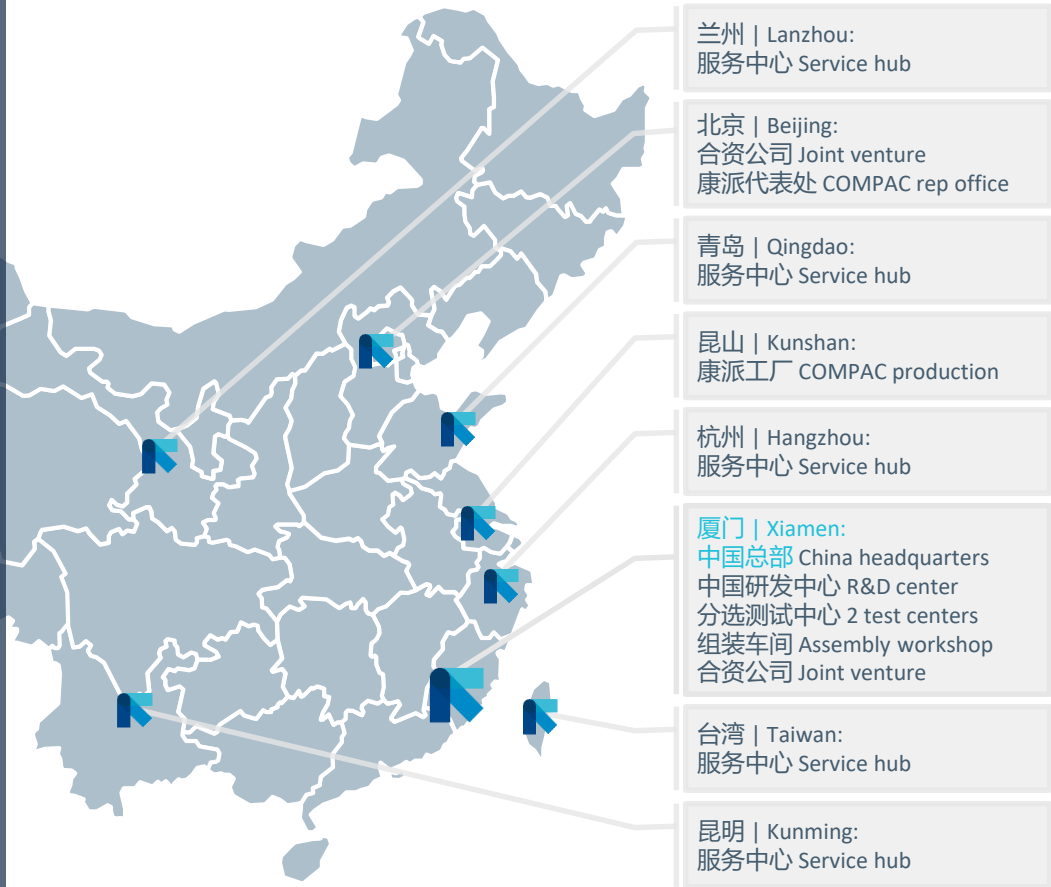 兰州 | Lanzhou:
服务中心 Service hub
北京 | Beijing:
合资公司 Joint venture
康派代表处 COMPAC rep office
青岛 | Qingdao:
服务中心 Service hub
昆山 | Kunshan:
康派工厂 COMPAC production
杭州 | Hangzhou:
服务中心 Service hub
厦门 | Xiamen:
中国总部 China headquarters
中国研发中心 R&D center
分选测试中心 2 test centers
组装车间 Assembly workshop
合资公司 Joint venture
台湾 | Taiwan:
服务中心 Service hub
昆明 | Kunming:
服务中心 Service hub